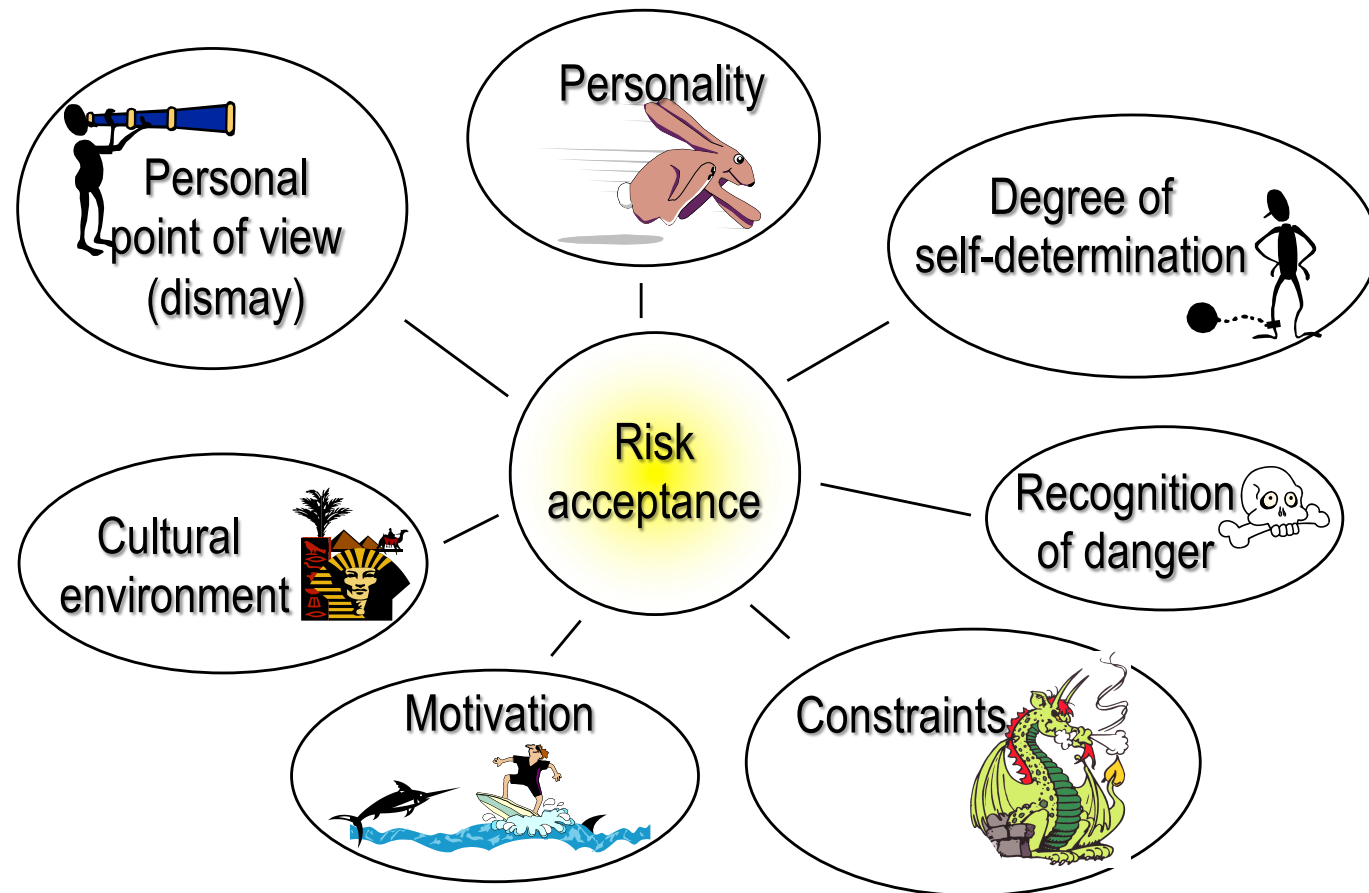 Personality
Personal
point of view
(dismay)
Degree of
self-determination
Risk
acceptance
Recognition
of danger
Cultural
environment
Motivation
Constraints